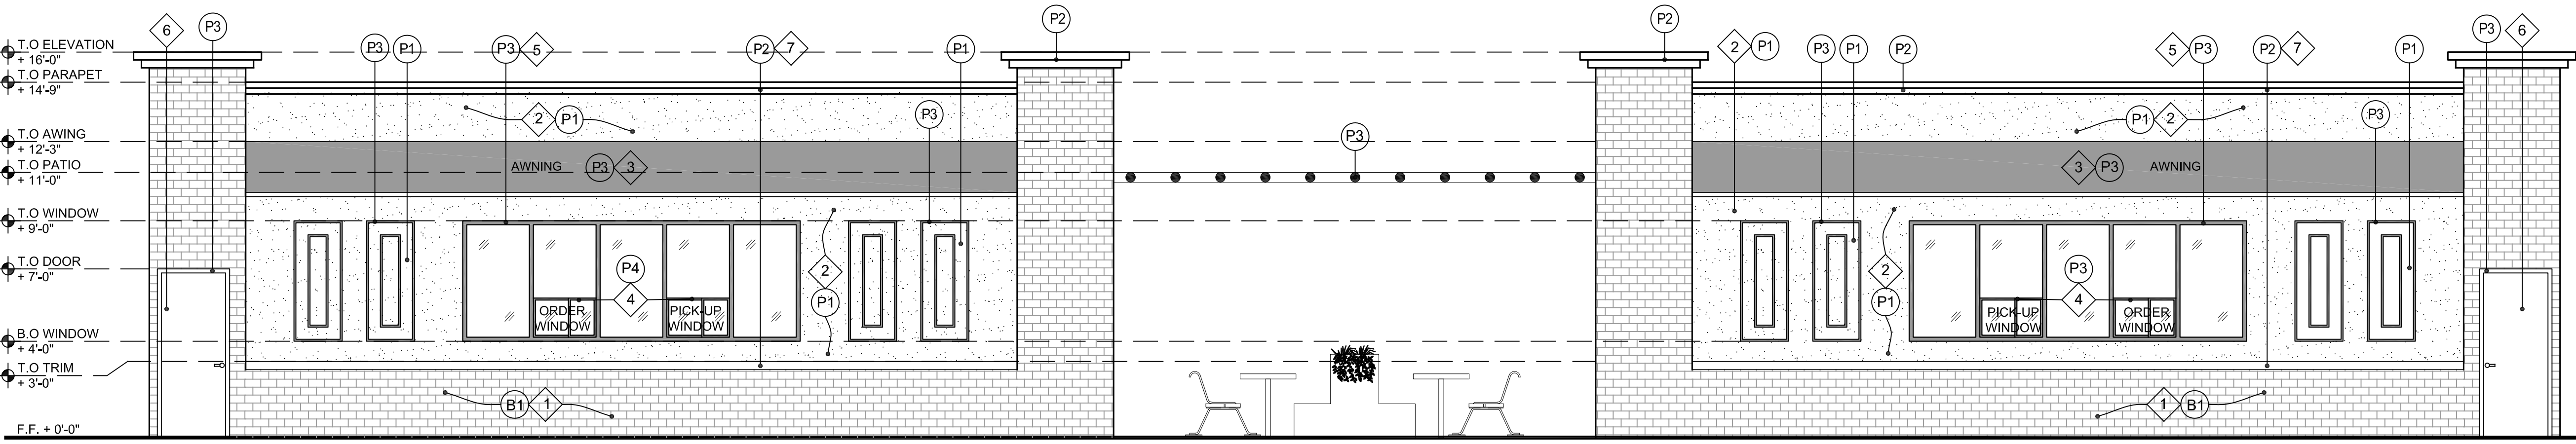 6
P3
P3
P1
P3
5
P2
7
P1
P2
P2
2
P1
P3
P1
P2
5
P3
P2
7
P1
P3
6
T.O ELEVATION
+ 16'-0"
T.O PARAPET
+ 14'-9"
2
P1
P3
P3
P1
2
P3
T.O AWING
+ 12'-3"
T.O PATIO
+ 11'-0"
AWNING
P3
3
3
P3
AWNING
T.O WINDOW
+ 9'-0"
T.O DOOR
+ 7'-0"
P4
4
2
P1
2
P1
P3
4
ORDER
WINDOW
PICK-UP
WINDOW
PICK-UP
WINDOW
ORDER
WINDOW
B.O WINDOW
+ 4'-0"
T.O TRIM
+ 3'-0"
B1
1
1
B1
F.F. + 0'-0"